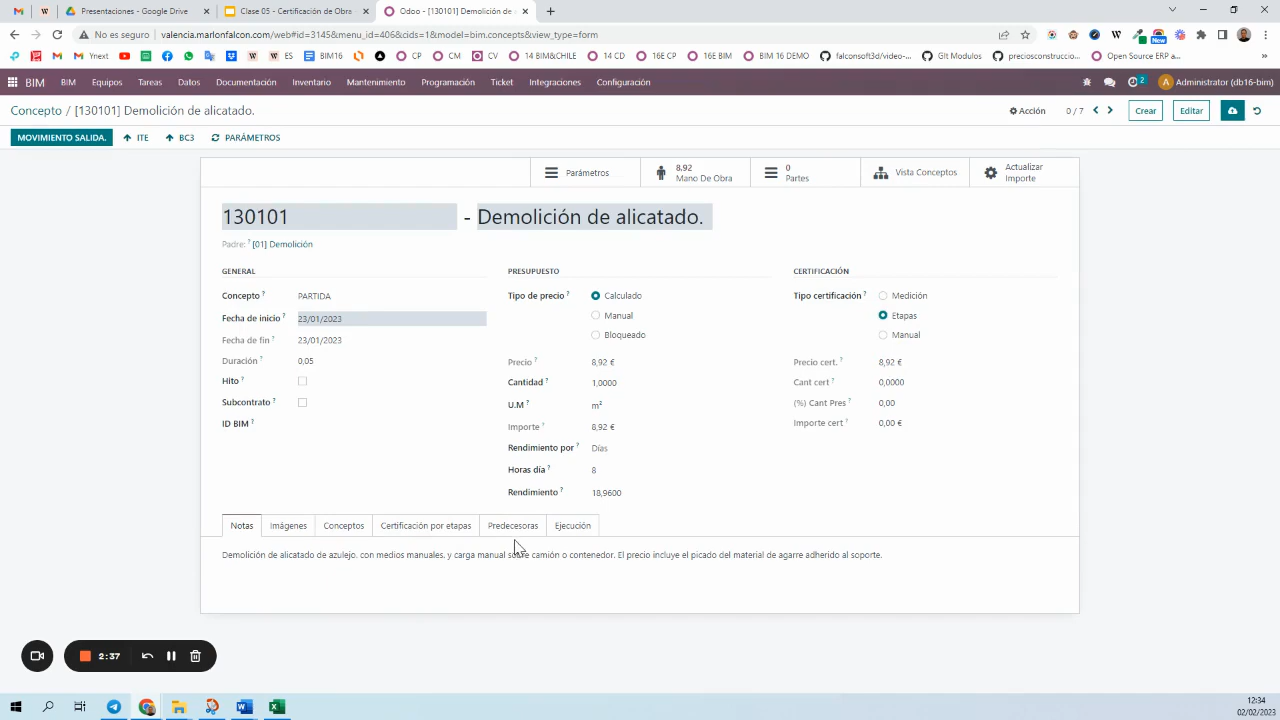 Presentaciones - Google Drive
Clase 05 - Certificación de Obra
Odoo - [130101] Demolición de
No es seguro
valencia.marlonfalcon.com/web#id=3145&menu_id=406&cids=1&model=bim.concepts&view_type=form
New
Ynext
BIM16
CP
CMP
CV
14 BIM&CHILE
14 CD
16E CP
16E BIM
BIM 16 DEMO
falconsoft3d/video-...
GIt Modulos
preciosconstruccio...
Open Source ERP a...
BIM
BIM
Equipos
Tareas
Datos
Documentación
Inventario
Mantenimiento
Programación
Ticket
Integraciones
Configuración
2
A
Administrator (db16-bim)
Concepto / [130101] Demolición de alicatado.
Acción
0 / 7
Crear
Editar
MOVIMIENTO SALIDA.
ITE
BC3
PARÁMETROS
Parámetros
8.92
Mano De Obra
0
Partes
Vista Conceptos
Actualizar
Importe
130101 - Demolición de alicatado.
Padre: ? [01] Demolición
GENERAL
Concepto ? PARTIDA
Fecha de inicio ? 23/01/2023
Fecha de fin ? 23/01/2023
Duración ? 0,05
Hito ?
Subcontrato ?
ID BIM ?
PRESUPUESTO
Tipo de precio ? Calculado
Manual
Bloqueado
Precio ? 8,92 €
Cantidad ? 1,0000
U.M ? m²
Importe ? 8,92 €
Rendimiento por ? Días
Horas día ? 8
Rendimiento ? 18,9600
CERTIFICACIÓN
Tipo certificación ? Medición
Etapas
Manual
Precio cert. ? 8,92 €
Cant cert ? 0,0000
(%) Cant Pres ? 0,00
Importe cert ? 0,00 €
Notas
Imágenes
Conceptos
Certificación por etapas
Predecesoras
Ejecución
Demolición de alicatado de azulejo, con medios manuales, y carga manual sobre camión o contenedor. El precio incluye el picado del material de agarre adherido al soporte.
2:37
12:34
02/02/2023